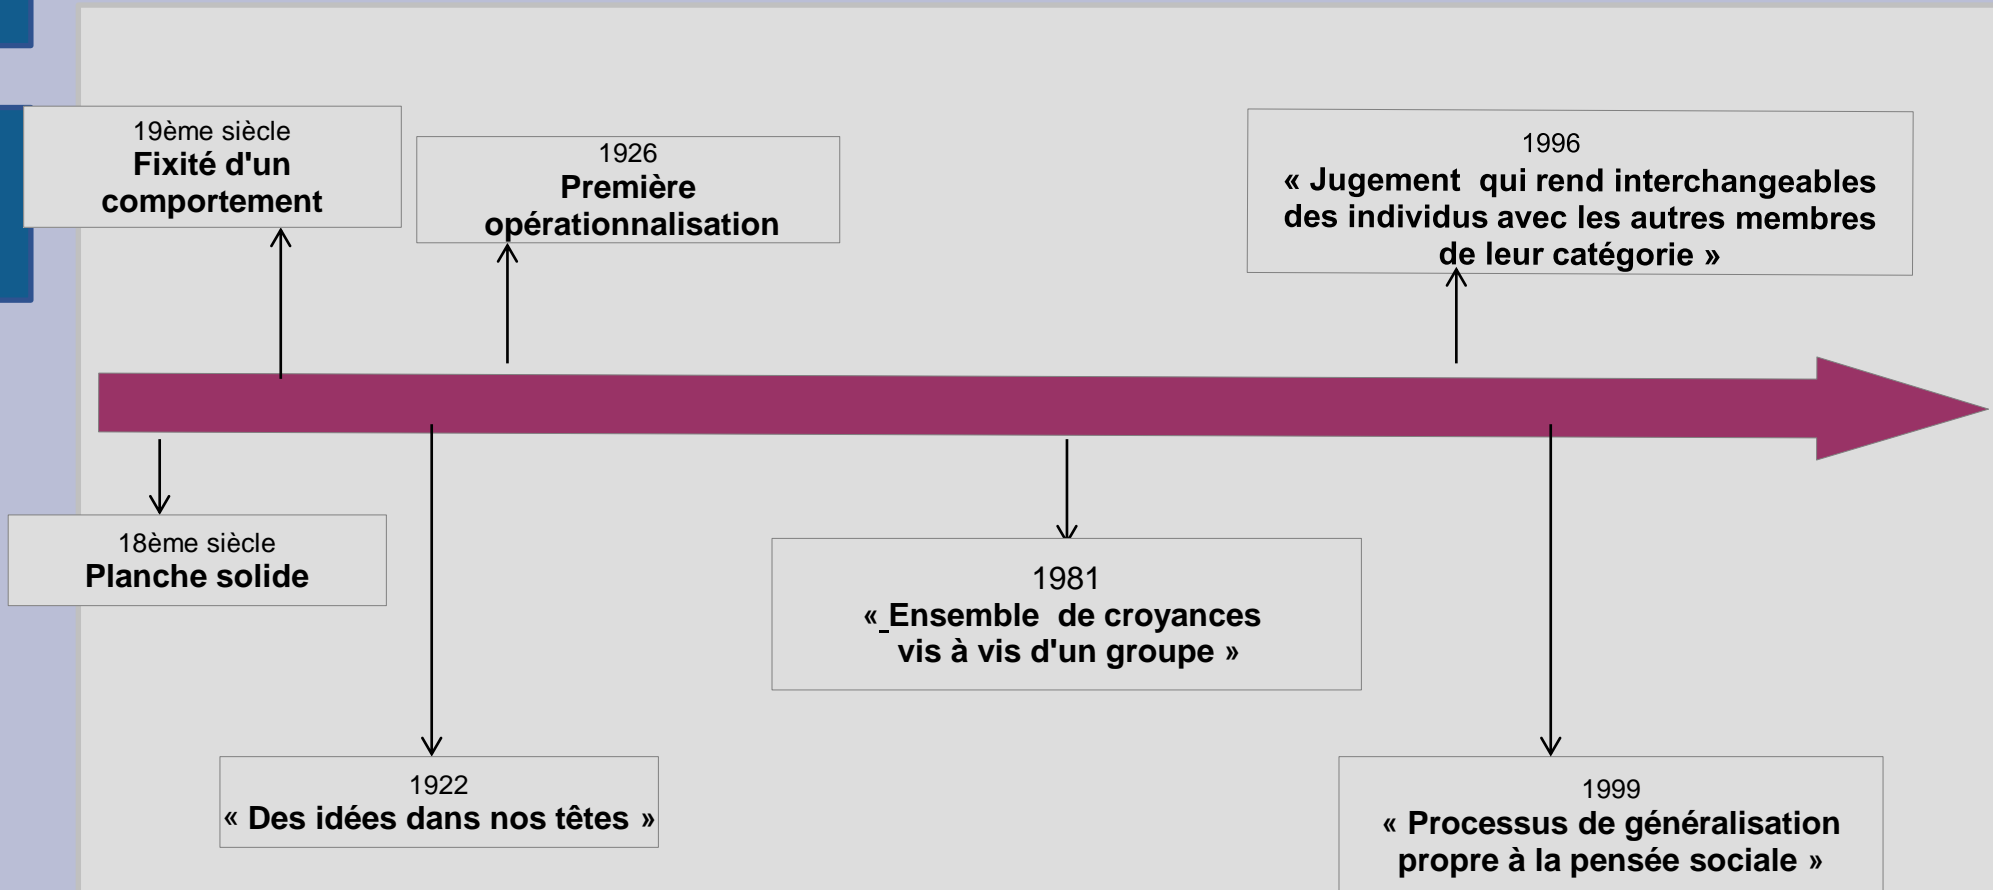 19ème siècle
Fixité d'un
comportement
1926
Première
opérationnalisation
1996
« Jugement qui rend interchangeables
des individus avec les autres membres
de leur catégorie »
18ème siècle
Planche solide
1981
« Ensemble de croyances
vis à vis d'un groupe »
1922
« Des idées dans nos têtes »
1999
« Processus de généralisation
propre à la pensée sociale »